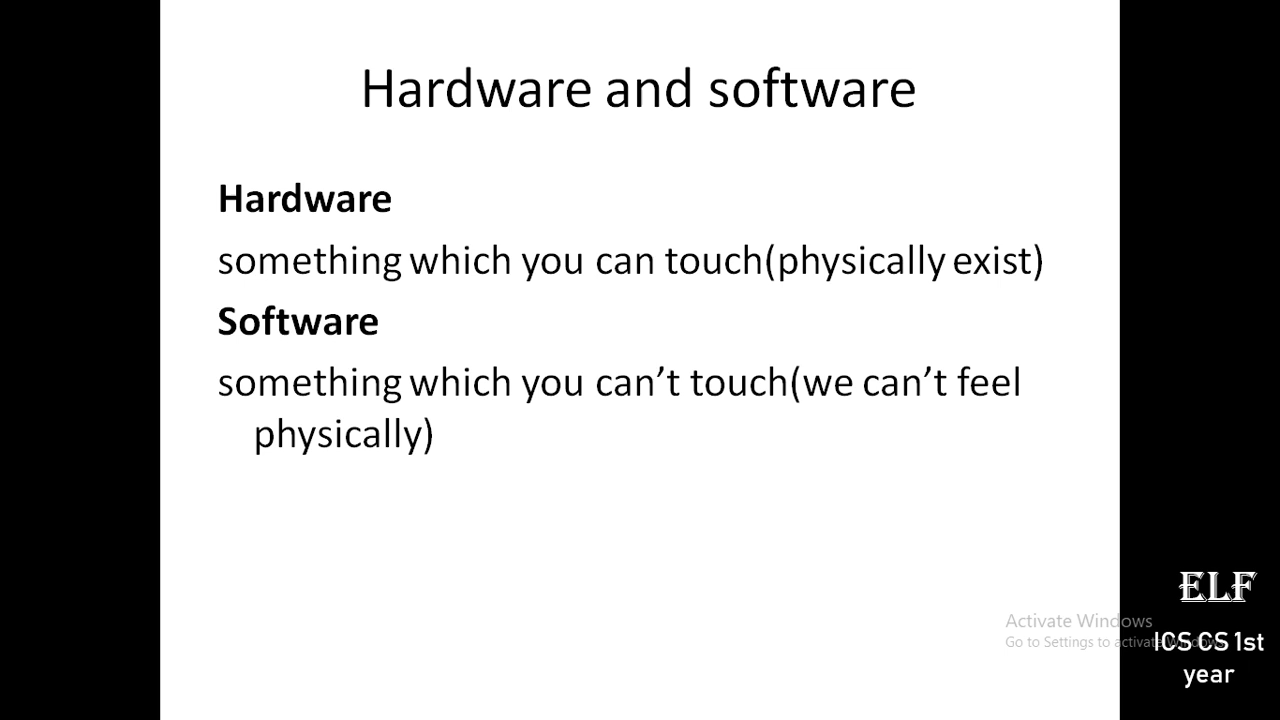 Hardware and software
Hardware
something which you can touch(physically exist)
Software
something which you can’t touch(we can’t feel
physically)
ELF
Activate Windows
Go to Settings to activate Windows.
ICS CS 1st
year